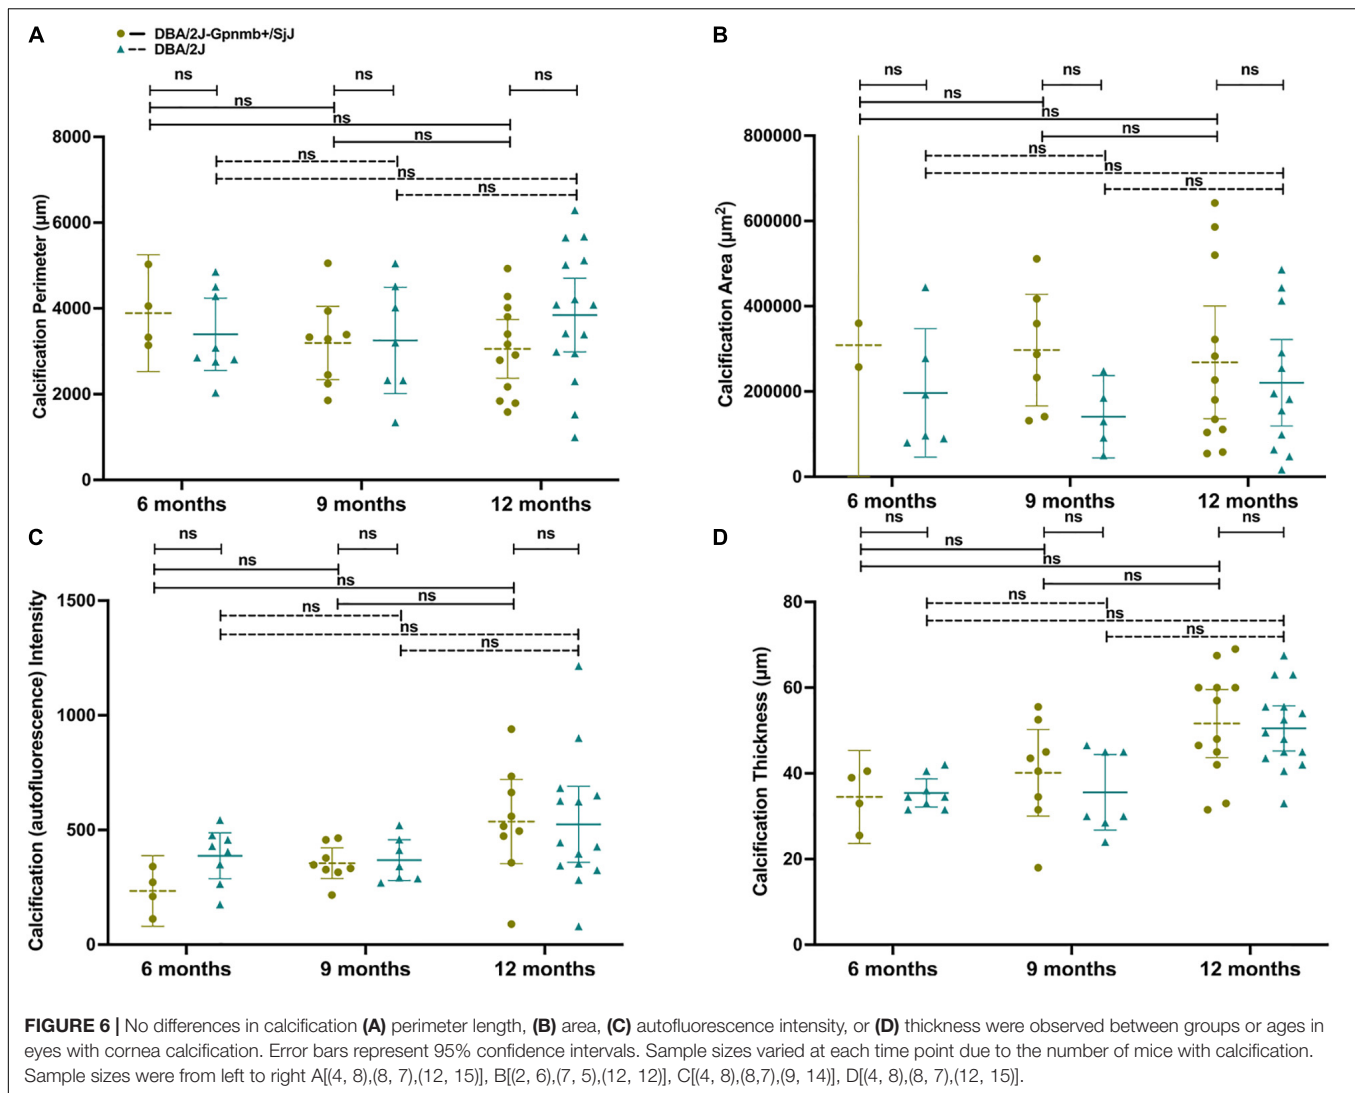 A
DBA/2J-Gpnmb+/SjJ
DBA/2J
ns
ns
ns
ns
ns
ns
ns
ns
ns
8000
6000
4000
2000
0
Calcification Perimeter (µm)
6 months
9 months
12 months
B
ns
ns
ns
ns
ns
ns
ns
ns
ns
800000
600000
400000
200000
0
Calcification Area (µm²)
6 months
9 months
12 months
C
ns
ns
ns
ns
ns
ns
ns
ns
ns
1500
1000
500
0
Calcification (autofluorescence) Intensity
6 months
9 months
12 months
D
ns
ns
ns
ns
ns
ns
ns
ns
ns
80
60
40
20
0
Calcification Thickness (µm)
6 months
9 months
12 months
FIGURE 6 | No differences in calcification (A) perimeter length, (B) area, (C) autofluorescence intensity, or (D) thickness were observed between groups or ages in
eyes with cornea calcification. Error bars represent 95% confidence intervals. Sample sizes varied at each time point due to the number of mice with calcification.
Sample sizes were from left to right A[(4, 8),(8, 7),(12, 15)], B[(2, 6),(7, 5),(12, 12)], C[(4, 8),(8,7),(9, 14)], D[(4, 8),(8, 7),(12, 15)].